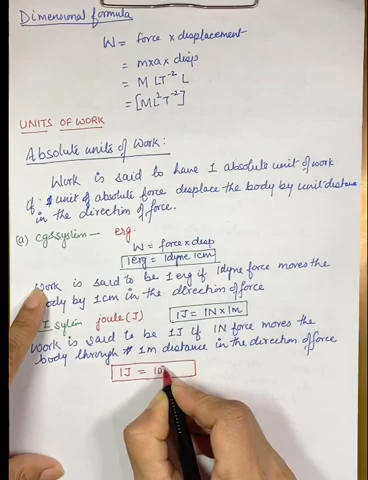 Dimensional formula
W = force x displacement
= mxa x disp
= M LT⁻² L
= [ML²T⁻²]
UNITS OF WORK
Absolute units of Work:
Work is said to have 1 absolute unit of work
if unit of absolute force displace the body by unit distance
in the direction of force.
(a) cgs system — erg
W = force x disp
1erg = 1dyne 1cm
Work is said to be 1 erg if 1dyne force moves the
body by 1cm in the direction of force
I system joule (J) 1J = 1N x 1m
Work is said to be 1J if 1N force moves the
body through 1m distance in the direction of force
1J = 10